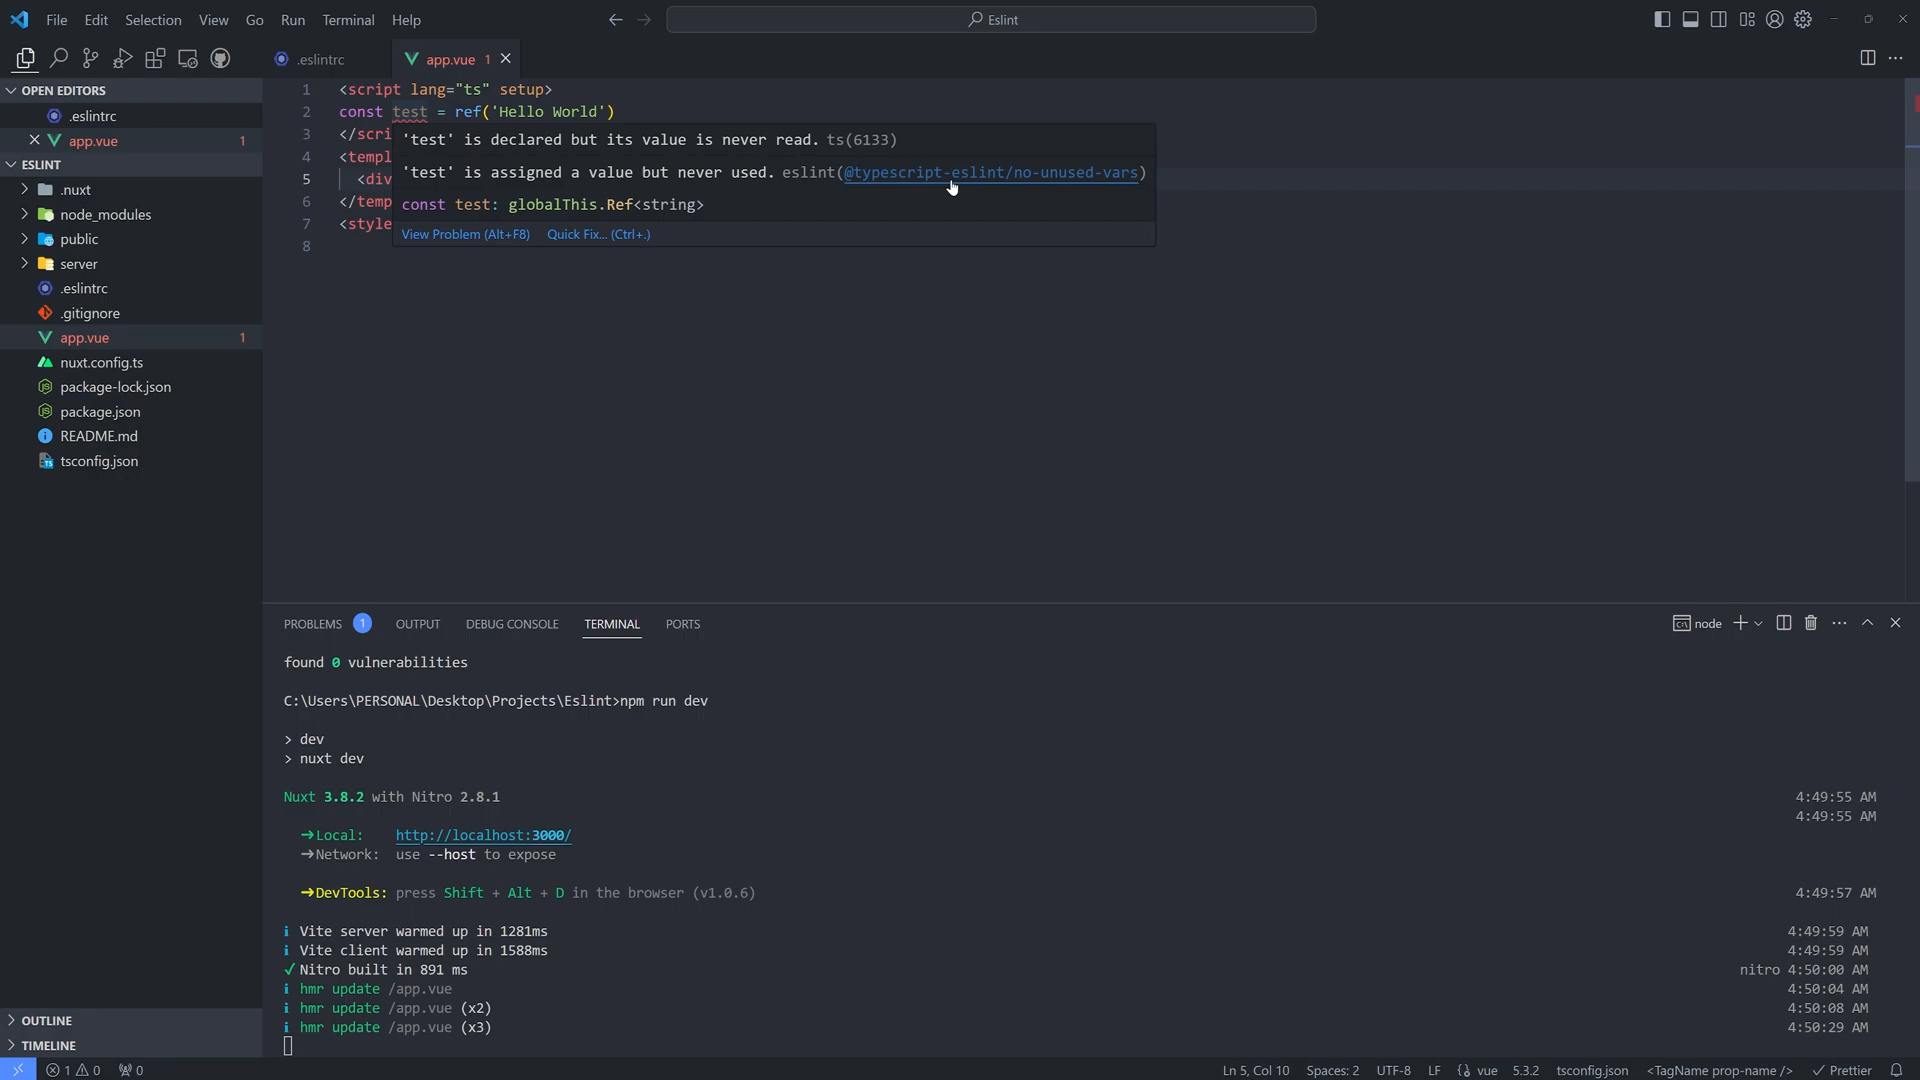 File Edit Selection View Go Run Terminal Help
Eslint
.eslintrc
app.vue 1
OPEN EDITORS
.eslintrc
app.vue 1
ESLINT
.nuxt
node_modules
public
server
.eslintrc
.gitignore
app.vue 1
nuxt.config.ts
package-lock.json
package.json
README.md
tsconfig.json
OUTLINE
TIMELINE
1 <script lang="ts" setup>
2 const test = ref('Hello World')
3 </scri
4 <templ
5 <div
6 </temp
7 <style
8
'test' is declared but its value is never read. ts(6133)
'test' is assigned a value but never used. eslint(@typescript-eslint/no-unused-vars)
const test: globalThis.Ref<string>
View Problem (Alt+F8) Quick Fix... (Ctrl+.)
PROBLEMS 1 OUTPUT DEBUG CONSOLE TERMINAL PORTS
node
found 0 vulnerabilities
C:\Users\PERSONAL\Desktop\Projects\Eslint>npm run dev
> dev
> nuxt dev
Nuxt 3.8.2 with Nitro 2.8.1 4:49:55 AM
4:49:55 AM
➜Local: http://localhost:3000/
➜Network: use --host to expose
➜DevTools: press Shift + Alt + D in the browser (v1.0.6) 4:49:57 AM
ℹ Vite server warmed up in 1281ms 4:49:59 AM
ℹ Vite client warmed up in 1588ms 4:49:59 AM
✓Nitro built in 891 ms nitro 4:50:00 AM
ℹ hmr update /app.vue 4:50:04 AM
ℹ hmr update /app.vue (x2) 4:50:08 AM
ℹ hmr update /app.vue (x3) 4:50:29 AM
1 0 0 Ln 5, Col 10 Spaces: 2 UTF-8 LF vue 5.3.2 tsconfig.json <TagName prop-name /> Prettier